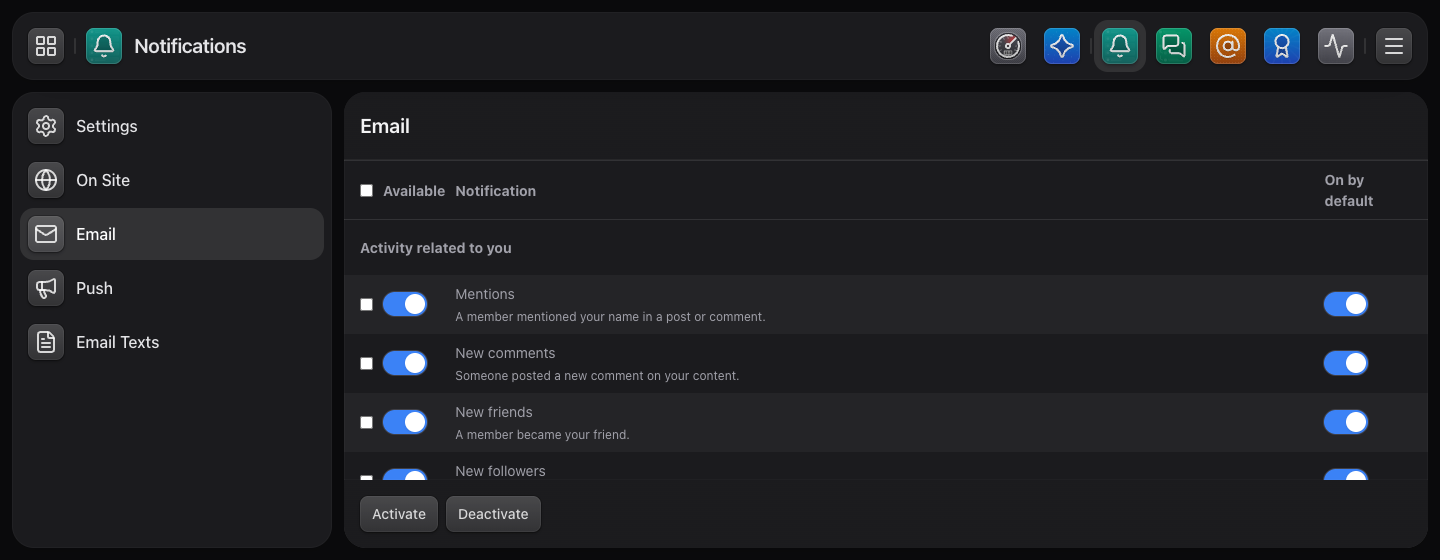 Notifications
Settings
On Site
Email
Push
Email Texts
Email
Available Notification On by default
Activity related to you
Mentions
A member mentioned your name in a post or comment.
New comments
Someone posted a new comment on your content.
New friends
A member became your friend.
New followers
Activate Deactivate